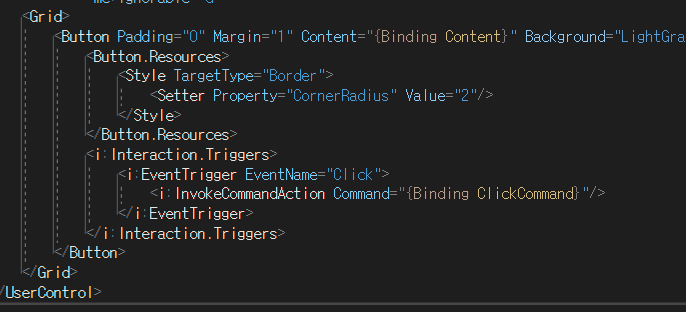 <Grid>
<Button Padding="0" Margin="1" Content="{Binding Content}" Background="LightGra
<Button.Resources>
<Style TargetType="Border">
<Setter Property="CornerRadius" Value="2"/>
</Style>
</Button.Resources>
<i:Interaction.Triggers>
<i:EventTrigger EventName="Click">
<i:InvokeCommandAction Command="{Binding ClickCommand}"/>
</i:EventTrigger>
</i:Interaction.Triggers>
</Button>
</Grid>
/UserControl>